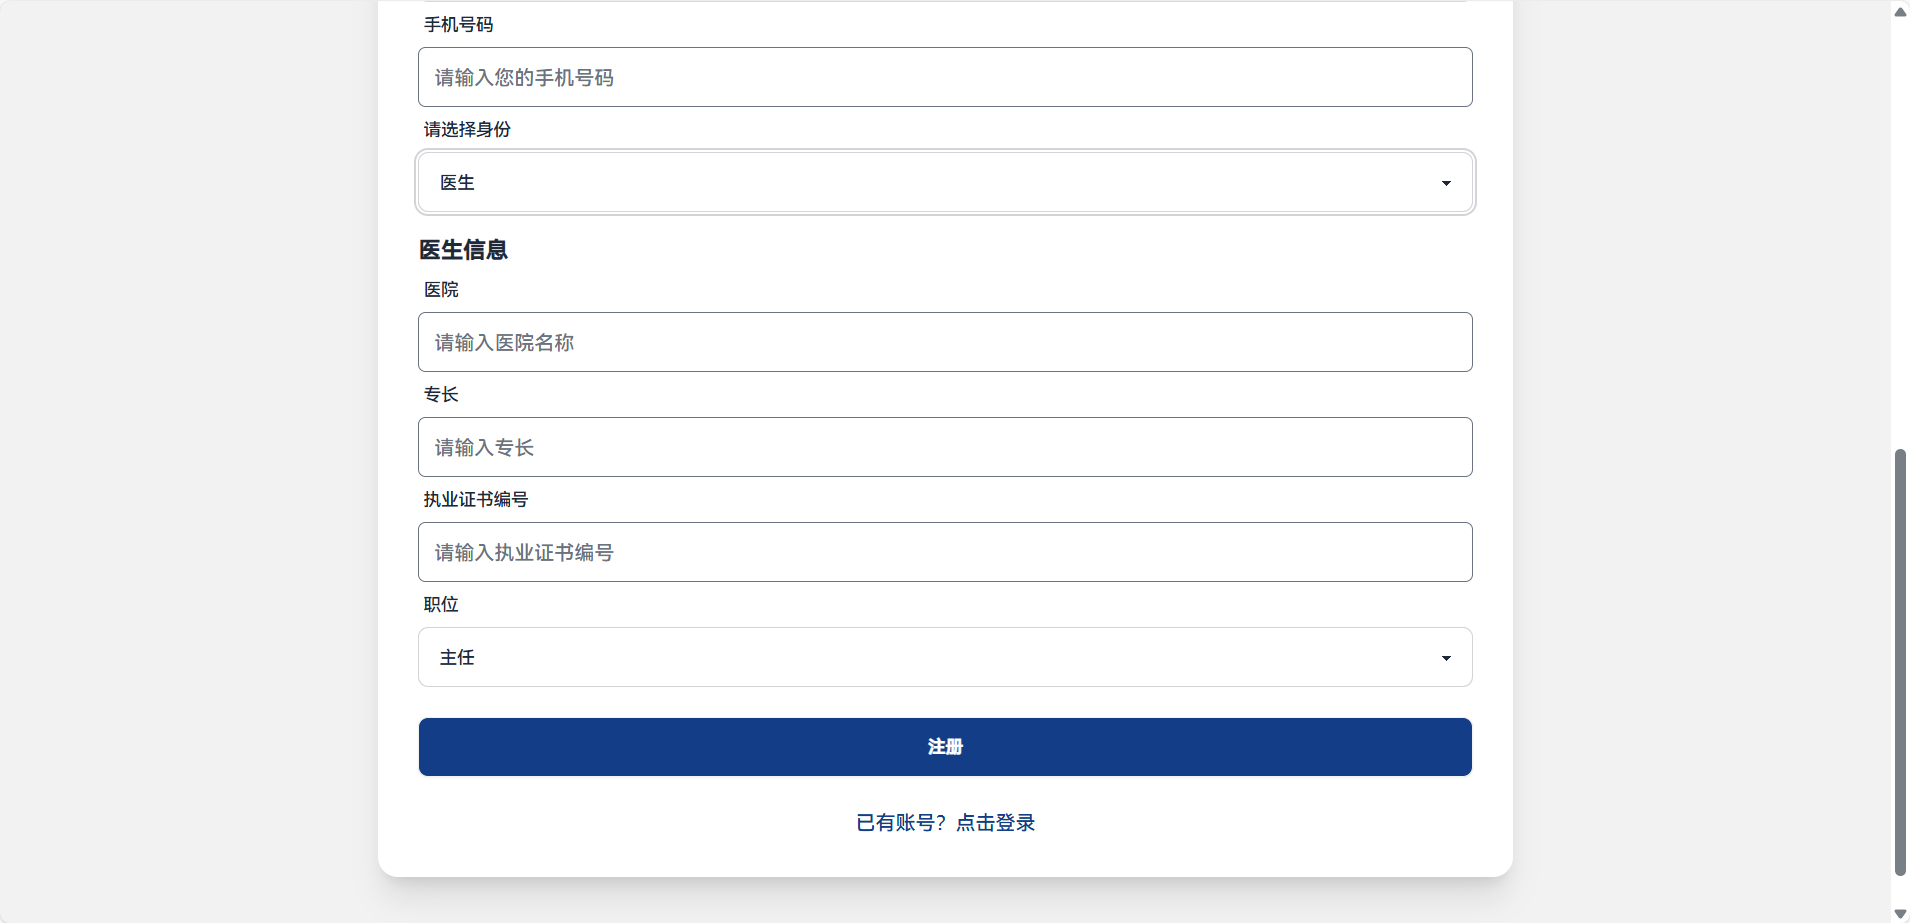 手机号码
请输入您的手机号码
请选择身份
医生
医生信息
医院
请输入医院名称
专长
请输入专长
执业证书编号
请输入执业证书编号
职位
主任
注册
已有账号？点击登录